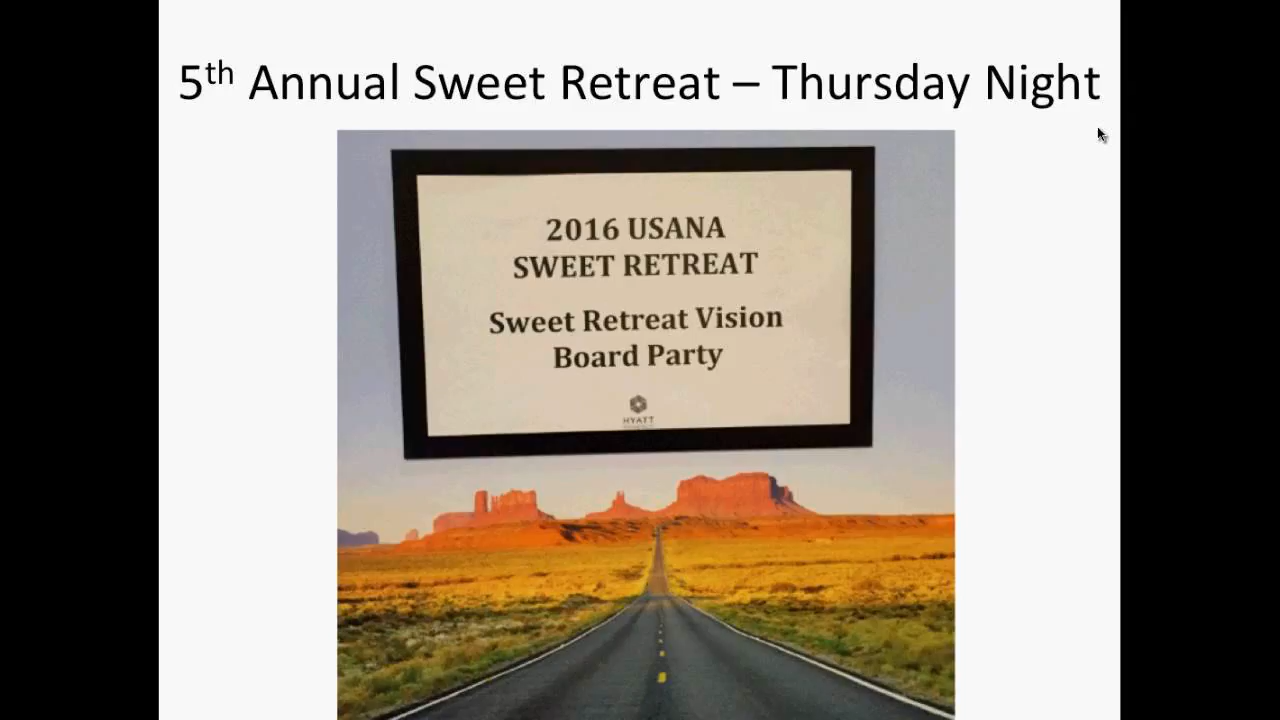 5th Annual Sweet Retreat – Thursday Night
2016 USANA
SWEET RETREAT
Sweet Retreat Vision
Board Party
HYATT